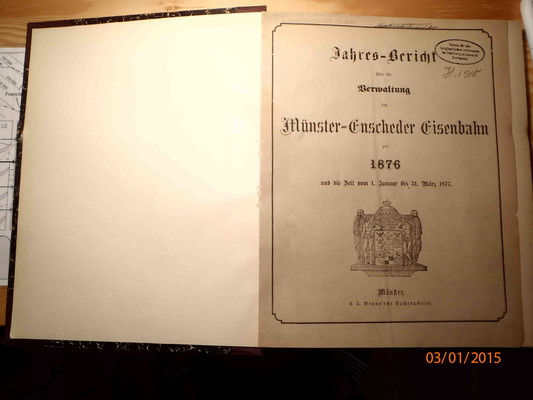 Jahres-Bericht
über die
Verwaltung
der
Münster-Enscheder Eisenbahn
pro
1876
und die Zeit vom 1. Januar bis 31. März 1877.
Münster,
Buchdruckerei.
03/01/2015